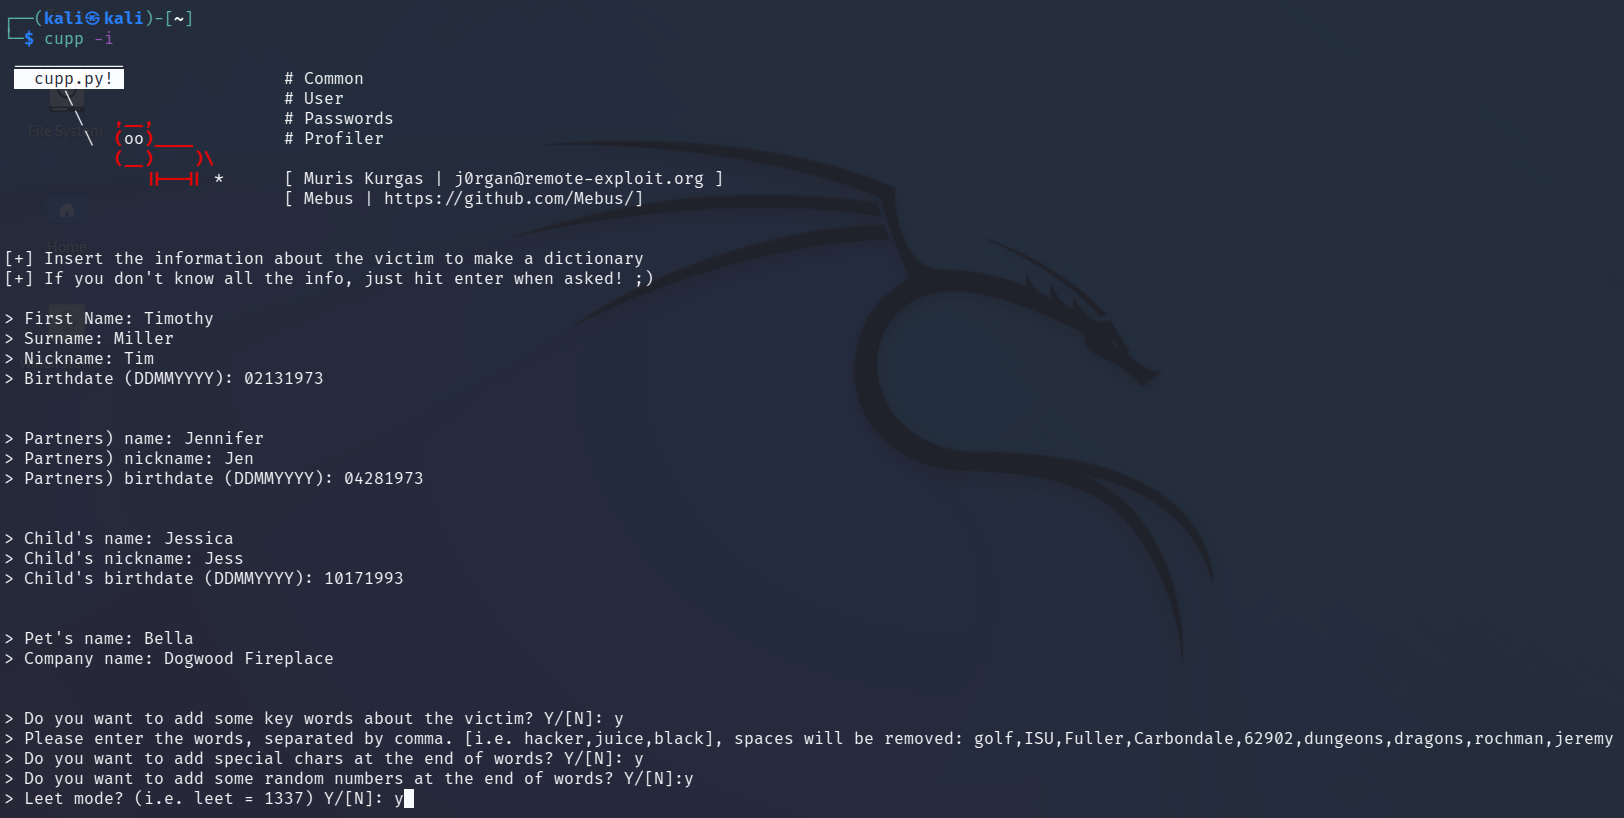 ┌──(kali㉿kali)-[~]
└─$ cupp -i
cupp.py! # Common
\ # User
\ ,__, # Passwords
\ (oo)____ # Profiler
(__) )\
||--|| * [ Muris Kurgas | j0rgan@remote-exploit.org ]
[ Mebus | https://github.com/Mebus/]
File System
Home
[+] Insert the information about the victim to make a dictionary
[+] If you don't know all the info, just hit enter when asked! ;)
> First Name: Timothy
> Surname: Miller
> Nickname: Tim
> Birthdate (DDMMYYYY): 02131973
> Partners) name: Jennifer
> Partners) nickname: Jen
> Partners) birthdate (DDMMYYYY): 04281973
> Child's name: Jessica
> Child's nickname: Jess
> Child's birthdate (DDMMYYYY): 10171993
> Pet's name: Bella
> Company name: Dogwood Fireplace
> Do you want to add some key words about the victim? Y/[N]: y
> Please enter the words, separated by comma. [i.e. hacker,juice,black], spaces will be removed: golf,ISU,Fuller,Carbondale,62902,dungeons,dragons,rochman,jeremy
> Do you want to add special chars at the end of words? Y/[N]: y
> Do you want to add some random numbers at the end of words? Y/[N]:y
> Leet mode? (i.e. leet = 1337) Y/[N]: y